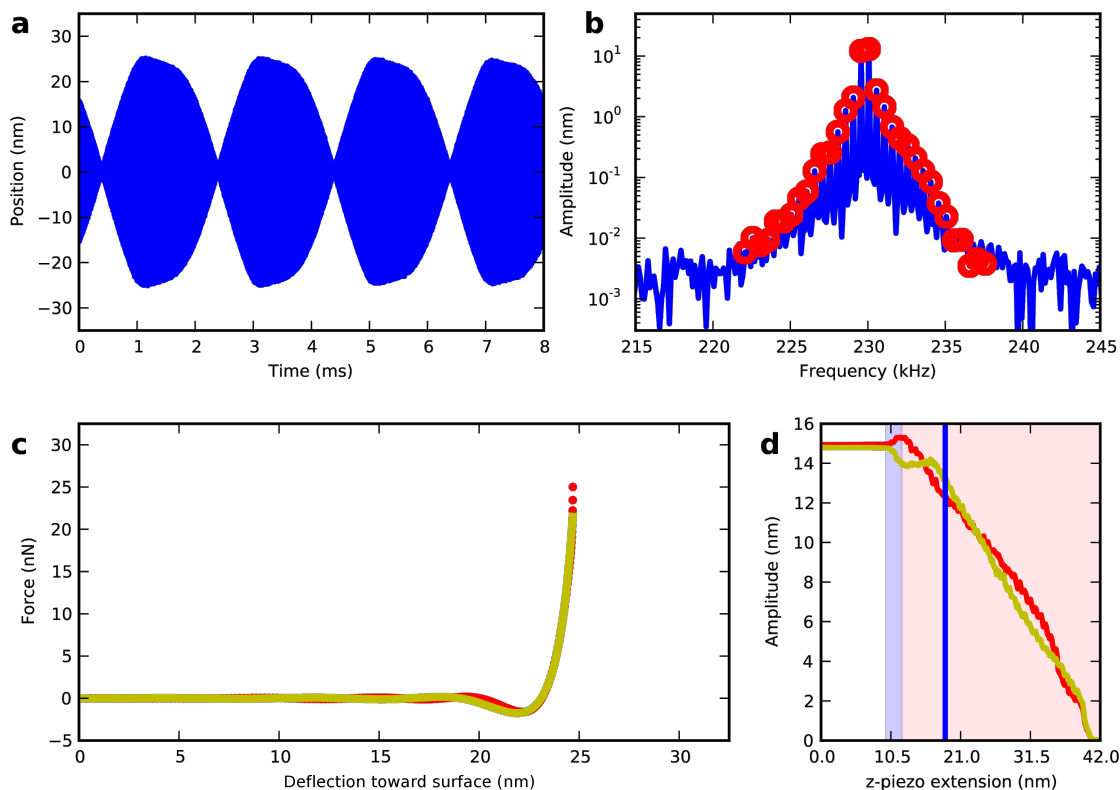 a
30
20
10
0
−10
−20
−30
Position (nm)
0 1 2 3 4 5 6 7 8
Time (ms)
b
10¹
10⁰
10⁻¹
10⁻²
10⁻³
Amplitude (nm)
215 220 225 230 235 240 245
Frequency (kHz)
c
30
25
20
15
10
5
0
−5
Force (nN)
0 5 10 15 20 25 30
Deflection toward surface (nm)
d
16
14
12
10
8
6
4
2
0
Amplitude (nm)
0.0 10.5 21.0 31.5 42.0
z-piezo extension (nm)